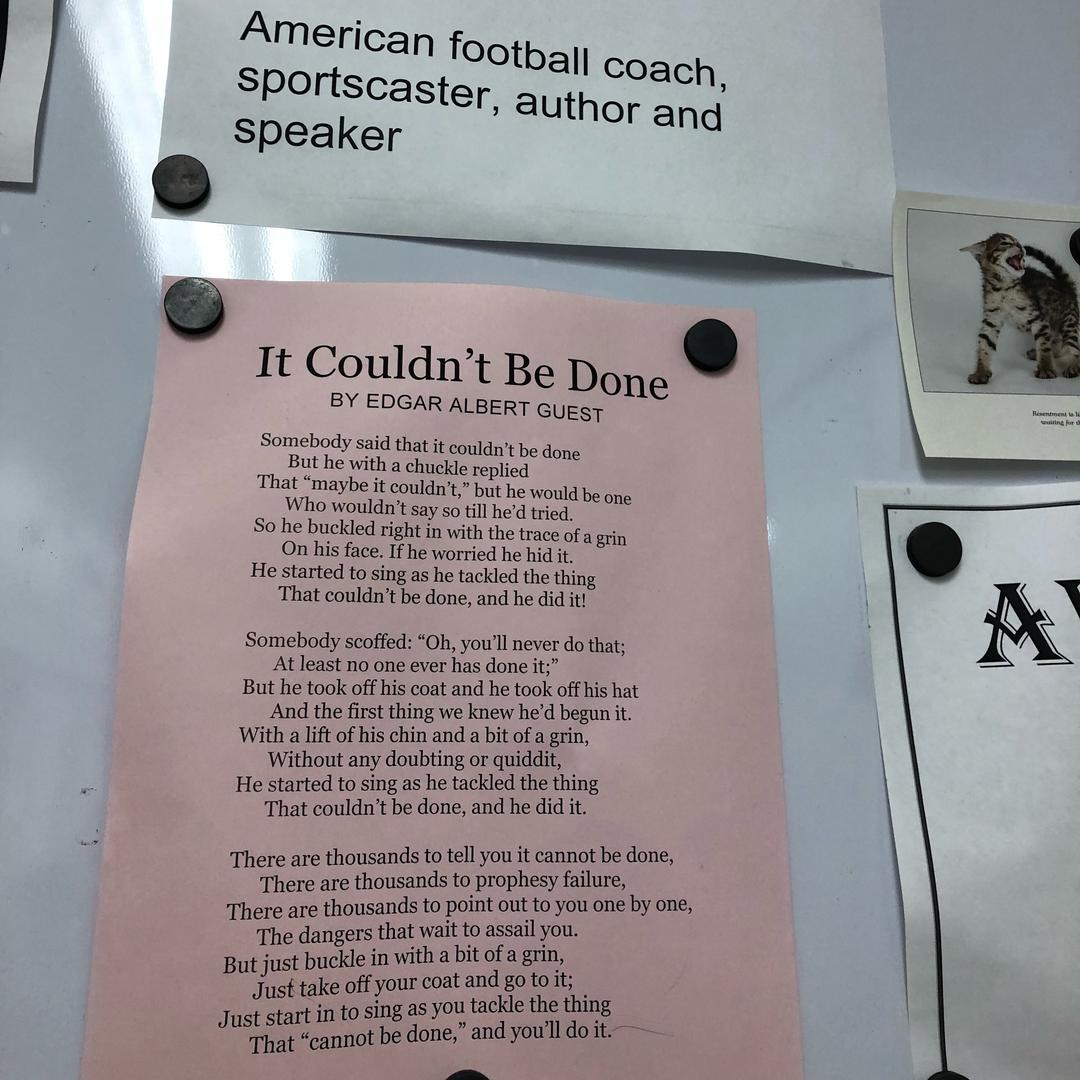 American football coach,
sportscaster, author and
speaker
It Couldn't Be Done
BY EDGAR ALBERT GUEST
Somebody said that it couldn't be done
But he with a chuckle replied
That “maybe it couldn't,” but he would be one
Who wouldn't say so till he'd tried.
So he buckled right in with the trace of a grin
On his face. If he worried he hid it.
He started to sing as he tackled the thing
That couldn't be done, and he did it!
Somebody scoffed: “Oh, you'll never do that;
At least no one ever has done it;”
But he took off his coat and he took off his hat
And the first thing we knew he'd begun it.
With a lift of his chin and a bit of a grin,
Without any doubting or quiddit,
He started to sing as he tackled the thing
That couldn't be done, and he did it.
There are thousands to tell you it cannot be done,
There are thousands to prophesy failure,
There are thousands to point out to you one by one,
The dangers that wait to assail you.
But just buckle in with a bit of a grin,
Just take off your coat and go to it;
Just start in to sing as you tackle the thing
That “cannot be done,” and you'll do it.
Resentment is
waiting for
A